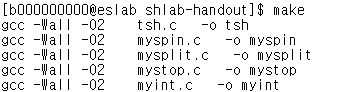 [b000000000@eslab shlab-handout]$ make
gcc -Wall -O2 tsh.c -o tsh
gcc -Wall -O2 myspin.c -o myspin
gcc -Wall -O2 mysplit.c -o mysplit
gcc -Wall -O2 mystop.c -o mystop
gcc -Wall -O2 myint.c -o myint